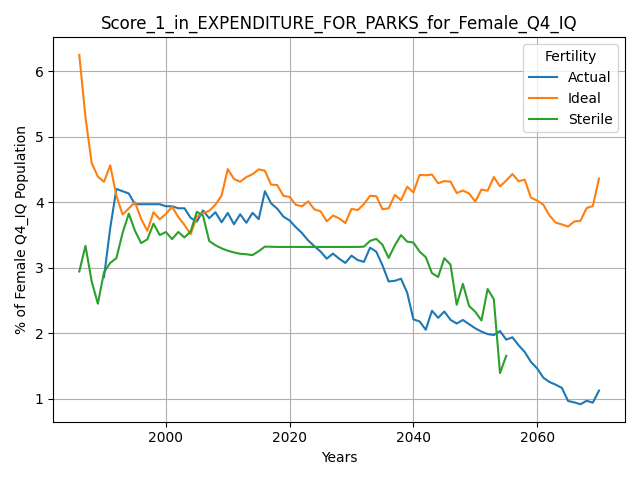 Score_1_in_EXPENDITURE_FOR_PARKS_for_Female_Q4_IQ
% of Female Q4_IQ Population
6
5
4
3
2
1
Fertility
Actual
Ideal
Sterile
2000 2020 2040 2060
Years